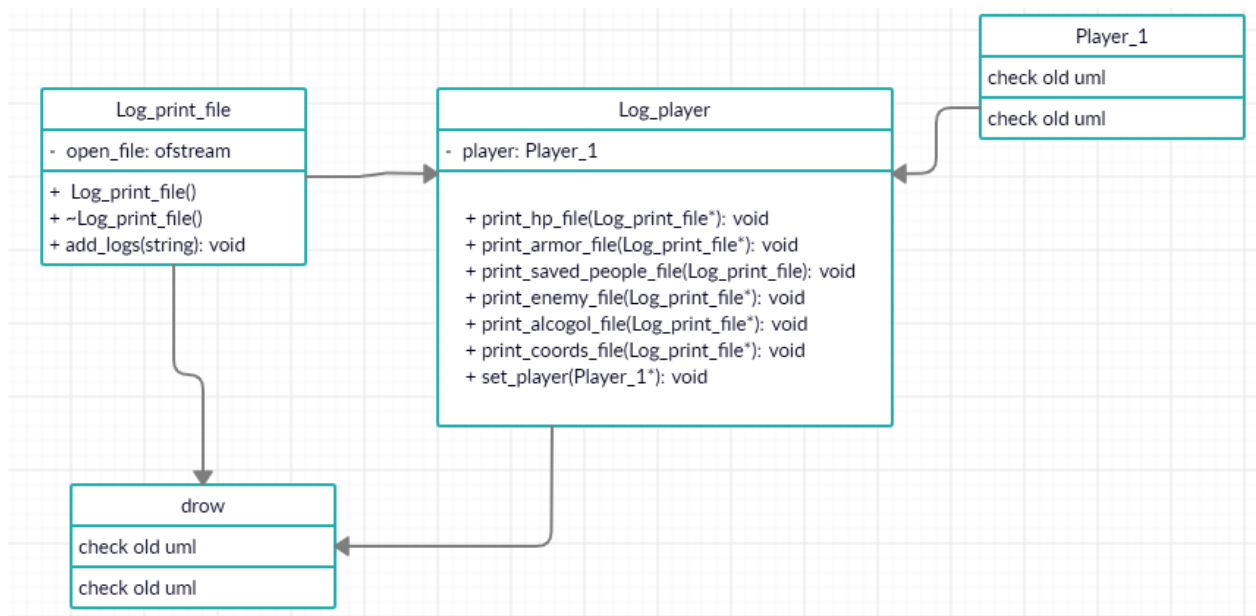 Log_print_file
- open_file: ofstream
+ Log_print_file()
+ ~Log_print_file()
+ add_logs(string): void
Log_player
- player: Player_1
+ print_hp_file(Log_print_file*): void
+ print_armor_file(Log_print_file*): void
+ print_saved_people_file(Log_print_file): void
+ print_enemy_file(Log_print_file*): void
+ print_alcogol_file(Log_print_file*): void
+ print_coords_file(Log_print_file*): void
+ set_player(Player_1*): void
Player_1
check old uml
check old uml
drow
check old uml
check old uml